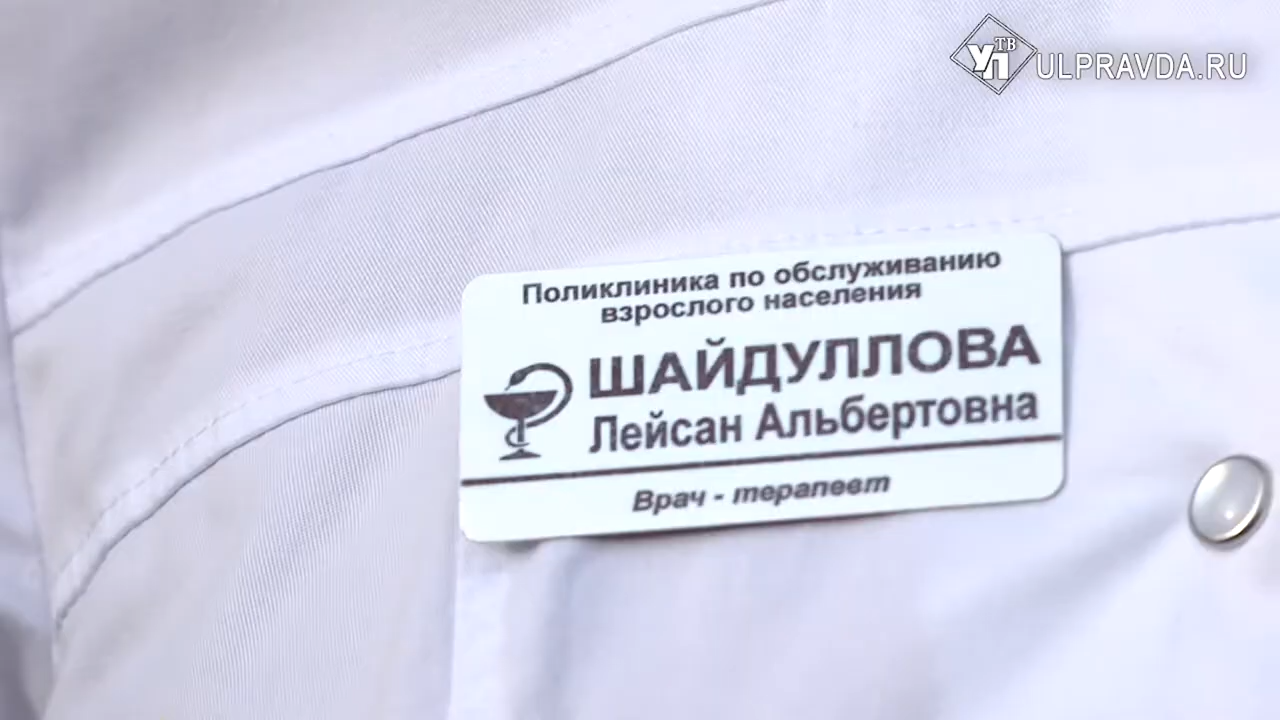 УП ТВ ULPRAVDA.RU
Поликлиника по обслуживанию
взрослого населения
ШАЙДУЛЛОВА
Лейсан Альбертовна
Врач - терапевт